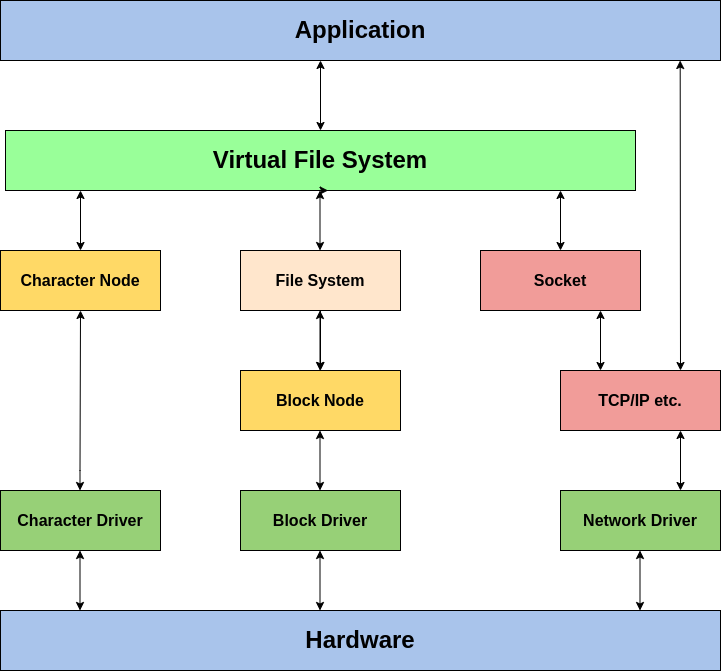 Application
Virtual File System
Character Node
File System
Socket
Block Node
TCP/IP etc.
Character Driver
Block Driver
Network Driver
Hardware